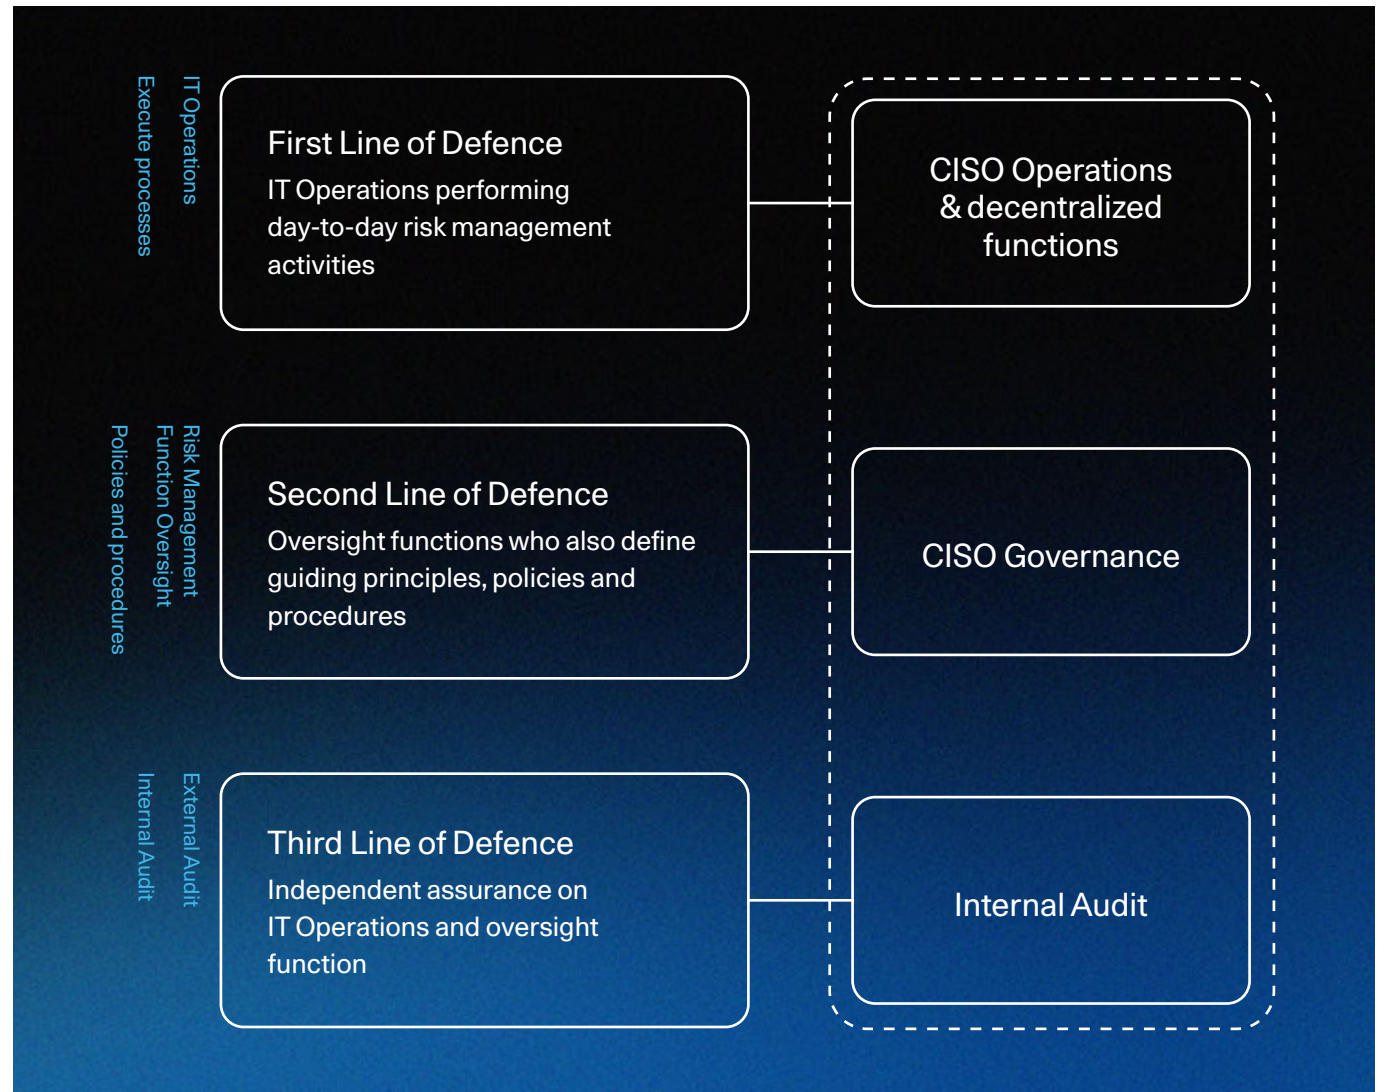 IT Operations
Execute processes
First Line of Defence
IT Operations performing
day-to-day risk management
activities
CISO Operations
& decentralized
functions
Risk Management
Function Oversight
Policies and procedures
Second Line of Defence
Oversight functions who also define
guiding principles, policies and
procedures
CISO Governance
External Audit
Internal Audit
Third Line of Defence
Independent assurance on
IT Operations and oversight
function
Internal Audit